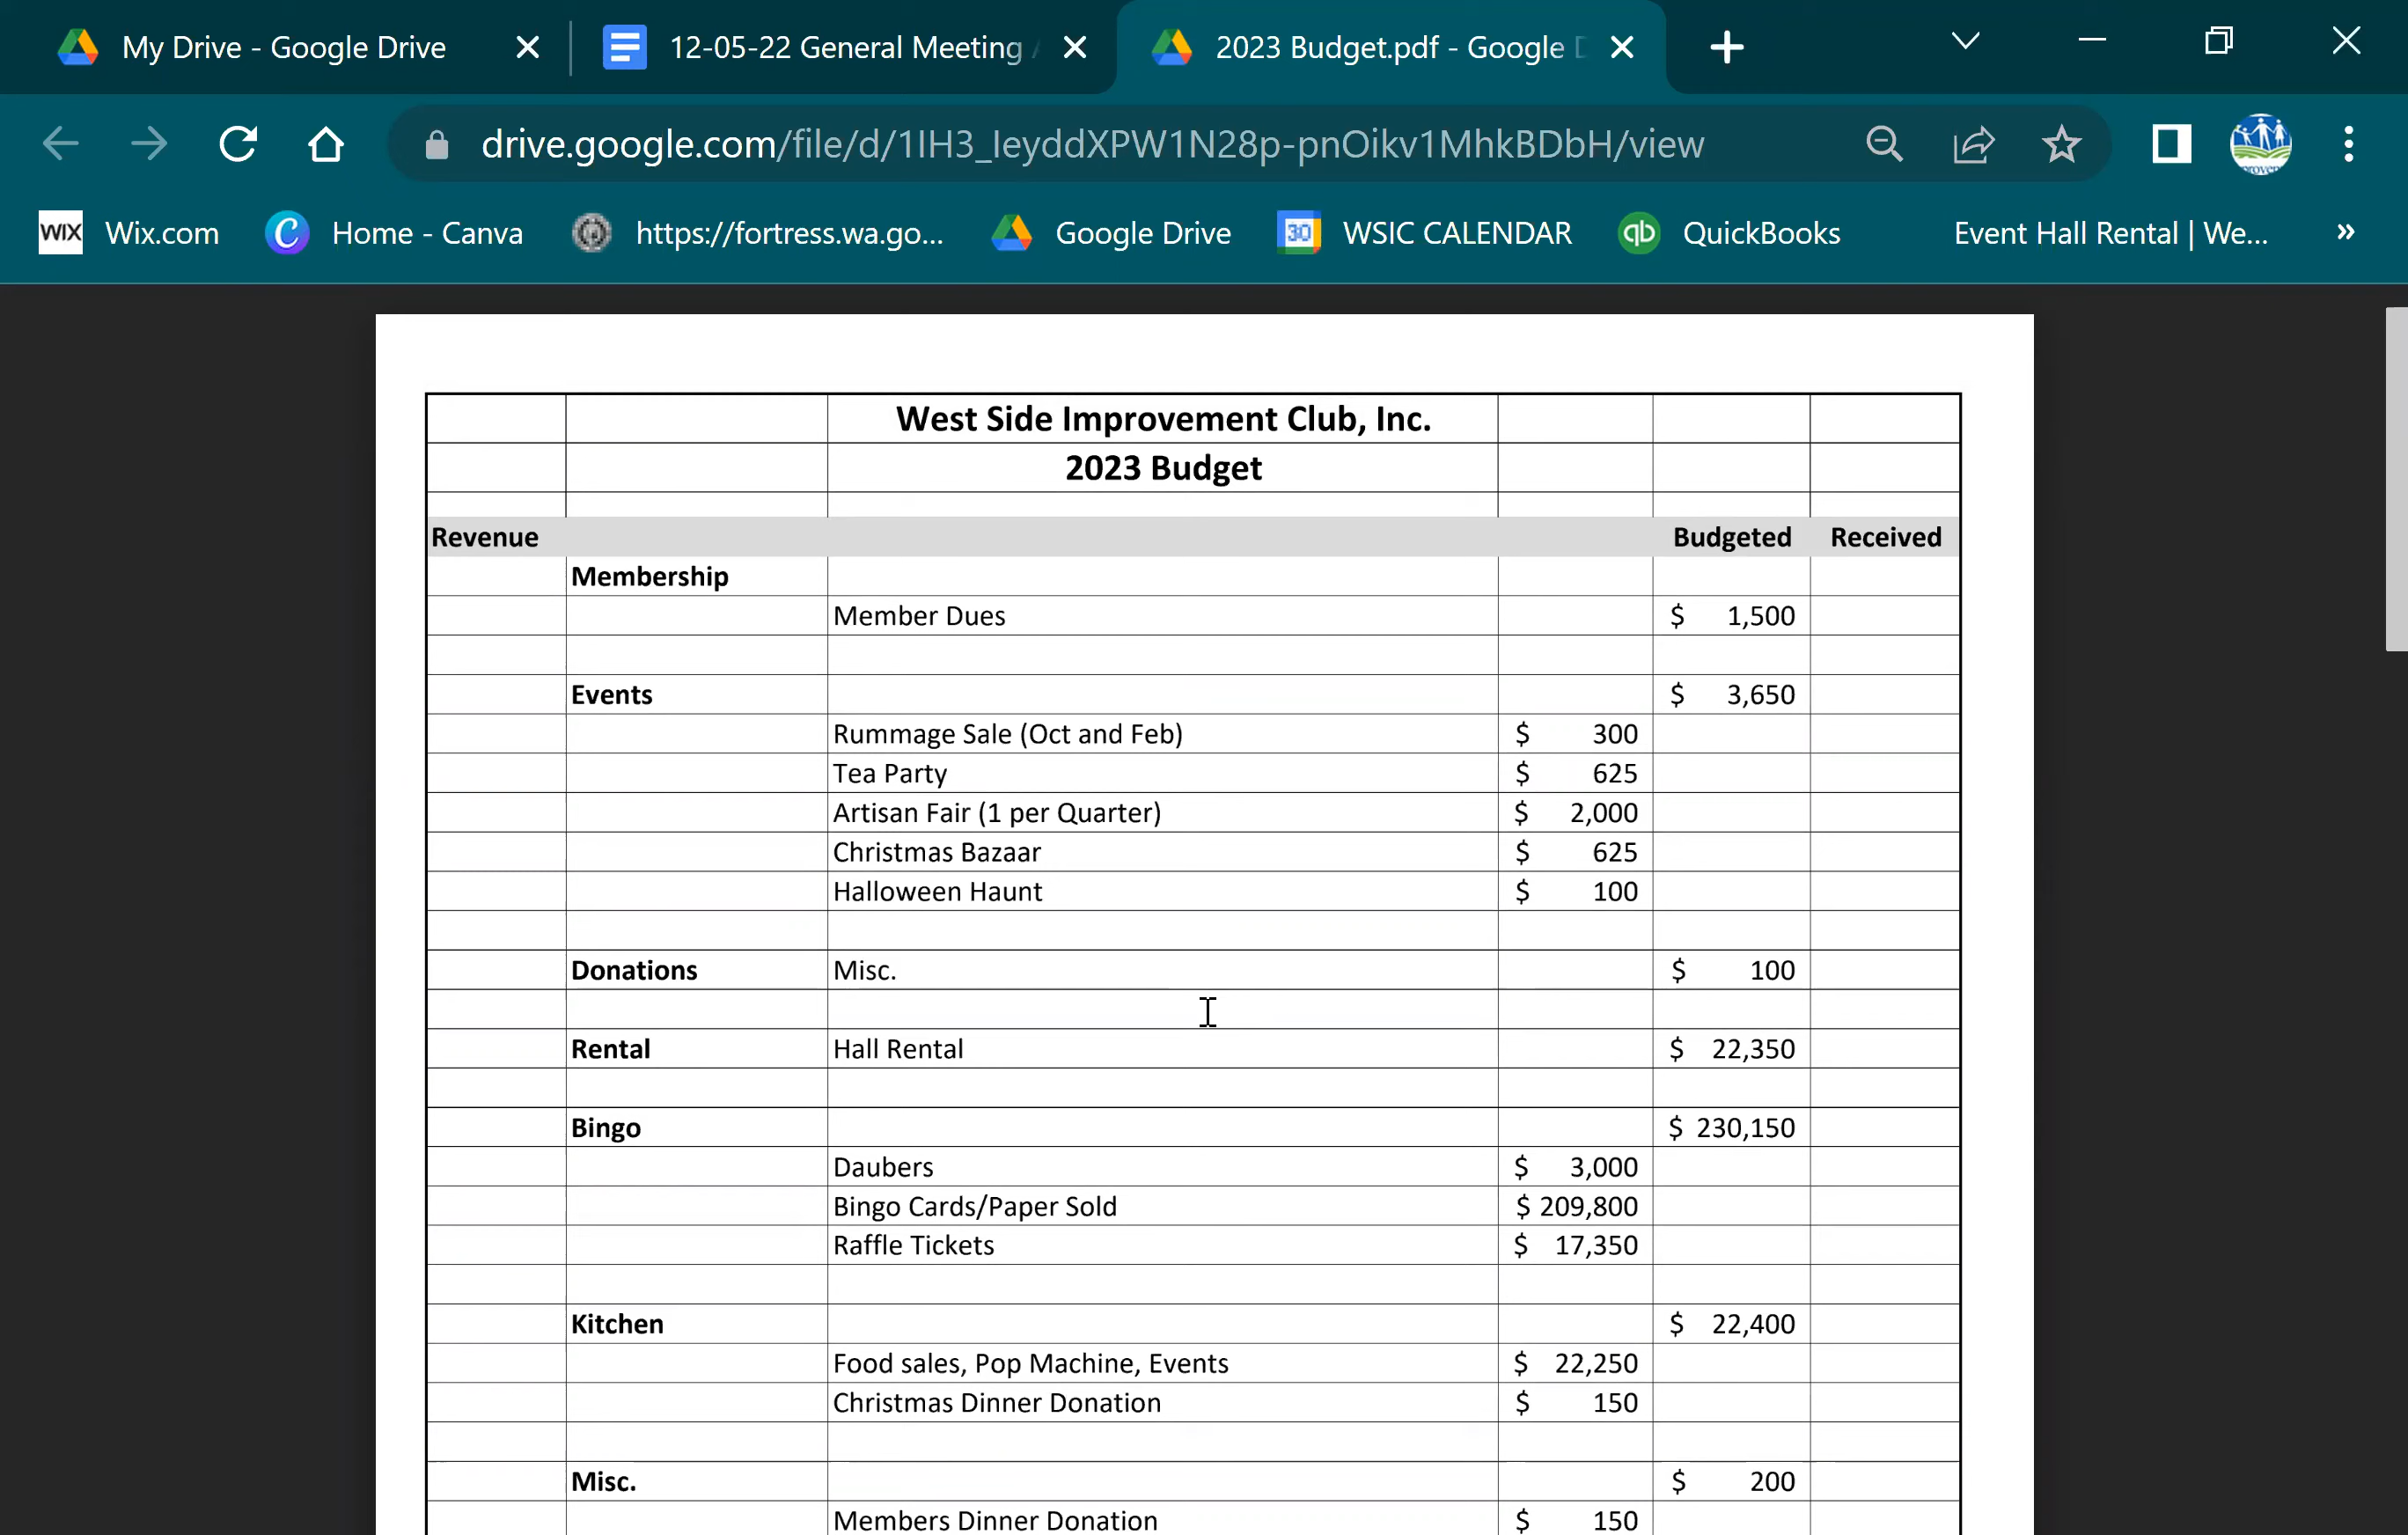 My Drive - Google Drive
12-05-22 General Meeting
2023 Budget.pdf - Google
drive.google.com/file/d/1IH3_IeyddXPW1N28p-pnOikv1MhkBDbH/view
WIX Wix.com
C Home - Canva
https://fortress.wa.go...
Google Drive
30 WSIC CALENDAR
qb QuickBooks
Event Hall Rental | We... »
West Side Improvement Club, Inc.
2023 Budget
Revenue Budgeted Received
Membership
Member Dues $ 1,500
Events $ 3,650
Rummage Sale (Oct and Feb) $ 300
Tea Party $ 625
Artisan Fair (1 per Quarter) $ 2,000
Christmas Bazaar $ 625
Halloween Haunt $ 100
Donations Misc. $ 100
Rental Hall Rental $ 22,350
Bingo $ 230,150
Daubers $ 3,000
Bingo Cards/Paper Sold $ 209,800
Raffle Tickets $ 17,350
Kitchen $ 22,400
Food sales, Pop Machine, Events $ 22,250
Christmas Dinner Donation $ 150
Misc. $ 200
Members Dinner Donation $ 150